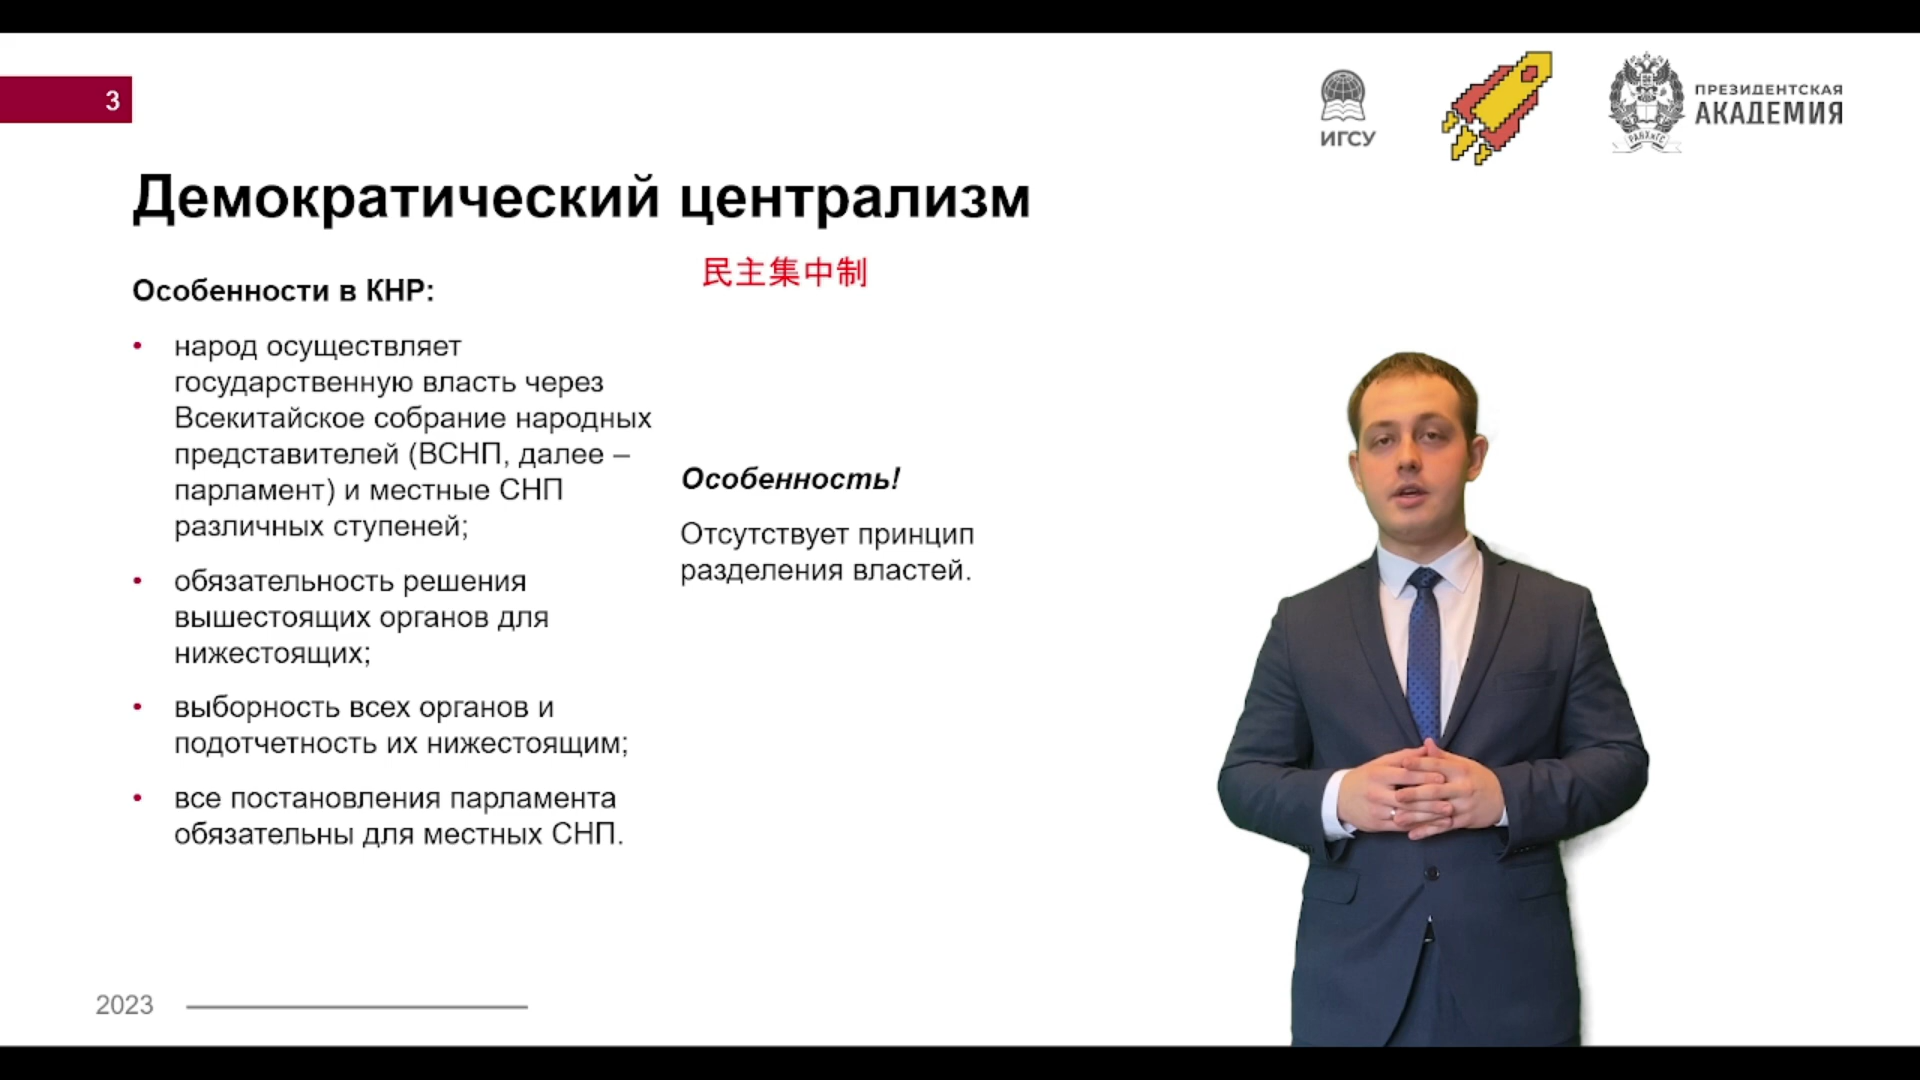 3
ИГСУ
РАНХиГС
ПРЕЗИДЕНТСКАЯ
АКАДЕМИЯ
Демократический централизм
民主集中制
Особенности в КНР:
• народ осуществляет
государственную власть через
Всекитайское собрание народных
представителей (ВСНП, далее –
парламент) и местные СНП
различных ступеней;
• обязательность решения
вышестоящих органов для
нижестоящих;
• выборность всех органов и
подотчетность их нижестоящим;
• все постановления парламента
обязательны для местных СНП.
Особенность!
Отсутствует принцип
разделения властей.
2023